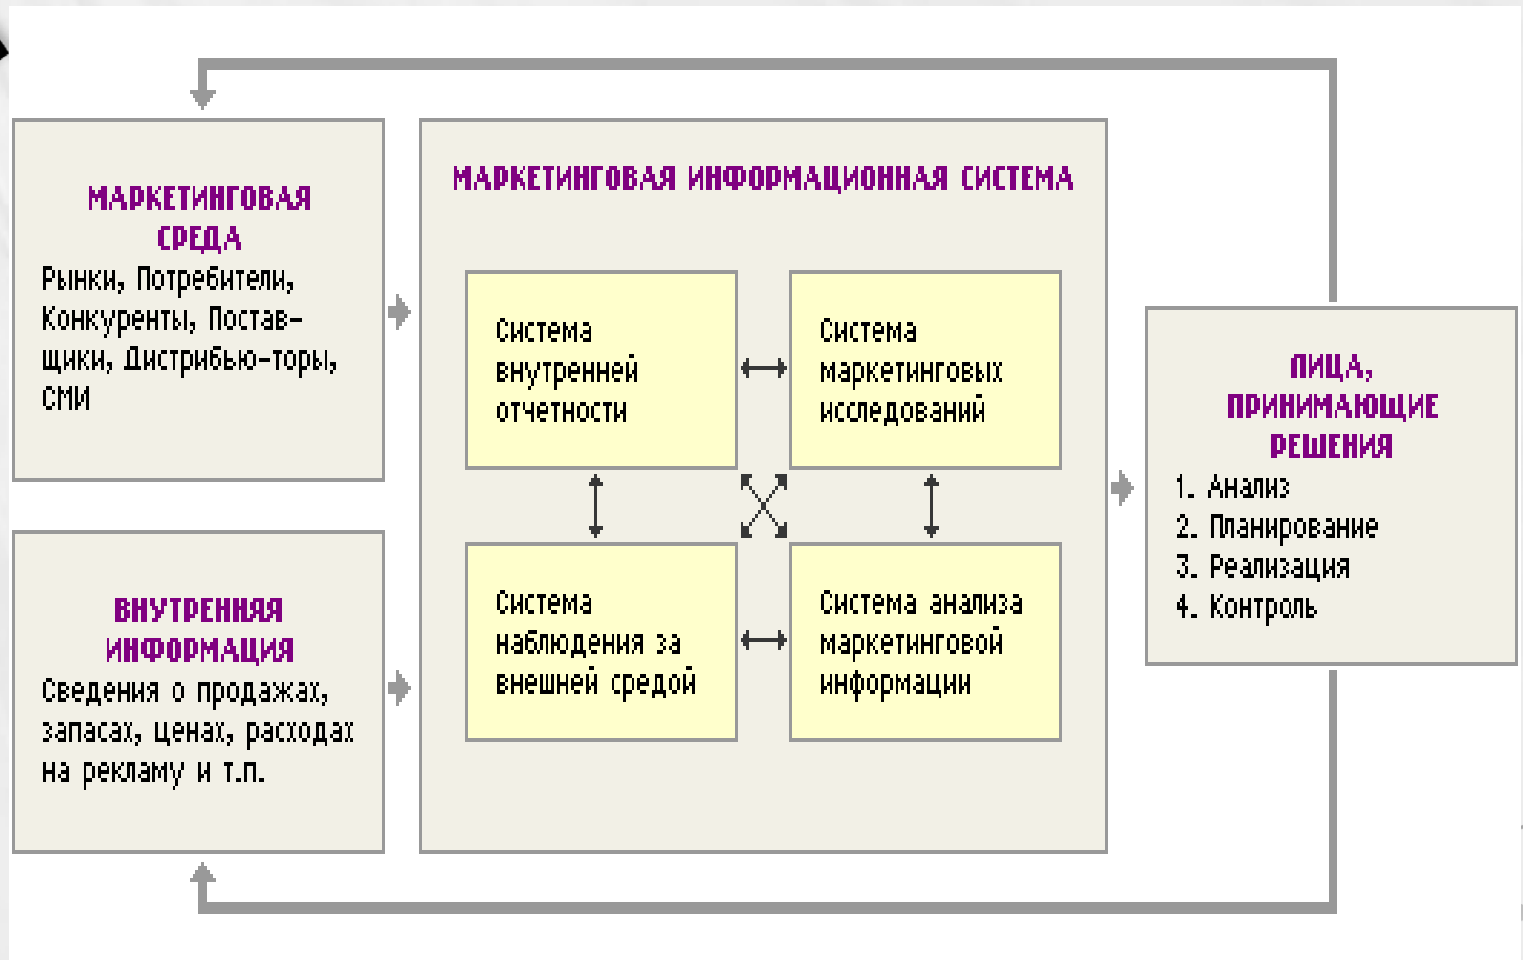 МАРКЕТИНГОВАЯ
СРЕДА
Рынки, Потребители,
Конкуренты, Постав-
щики, Дистрибью-торы,
СМИ
ВНУТРЕННЯЯ
ИНФОРМАЦИЯ
Сведения о продажах,
запасах, ценах, расходах
на рекламу и т.п.
МАРКЕТИНГОВАЯ ИНФОРМАЦИОННАЯ СИСТЕМА
Система
внутренней
отчетности
Система
маркетинговых
исследований
Система
наблюдения за
внешней средой
Система анализа
маркетинговой
информации
ЛИЦА,
ПРИНИМАЮЩИЕ
РЕШЕНИЯ
1. Анализ
2. Планирование
3. Реализация
4. Контроль